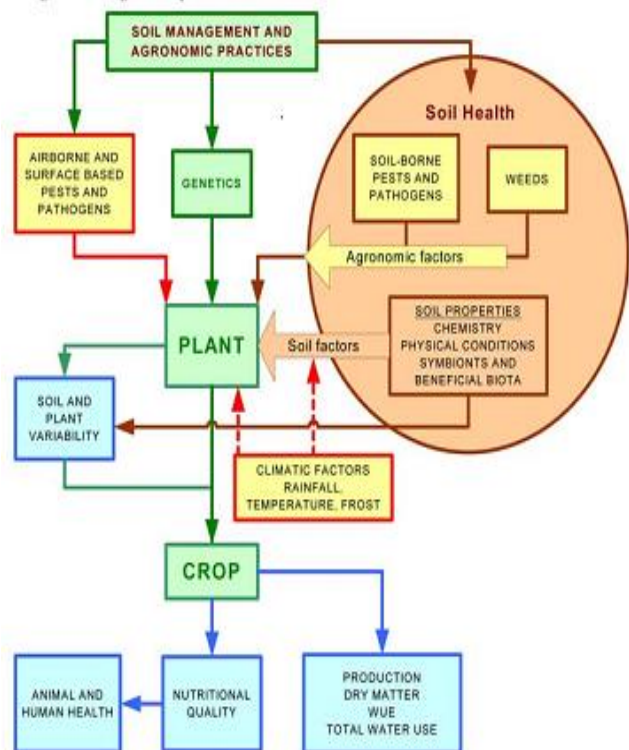 SOIL MANAGEMENT AND
AGRONOMIC PRACTICES
Soil Health
AIRBORNE AND
SURFACE BASED
PESTS AND
PATHOGENS
GENETICS
SOIL-BORNE
PESTS AND
PATHOGENS
WEEDS
Agronomic factors
PLANT
Soil factors
SOIL PROPERTIES
CHEMISTRY
PHYSICAL CONDITIONS
SYMBIONTS AND
BENEFICIAL BIOTA
SOIL AND
PLANT
VARIABILITY
CLIMATIC FACTORS
RAINFALL,
TEMPERATURE, FROST
CROP
ANIMAL AND
HUMAN HEALTH
NUTRITIONAL
QUALITY
PRODUCTION
DRY MATTER
WUE
TOTAL WATER USE